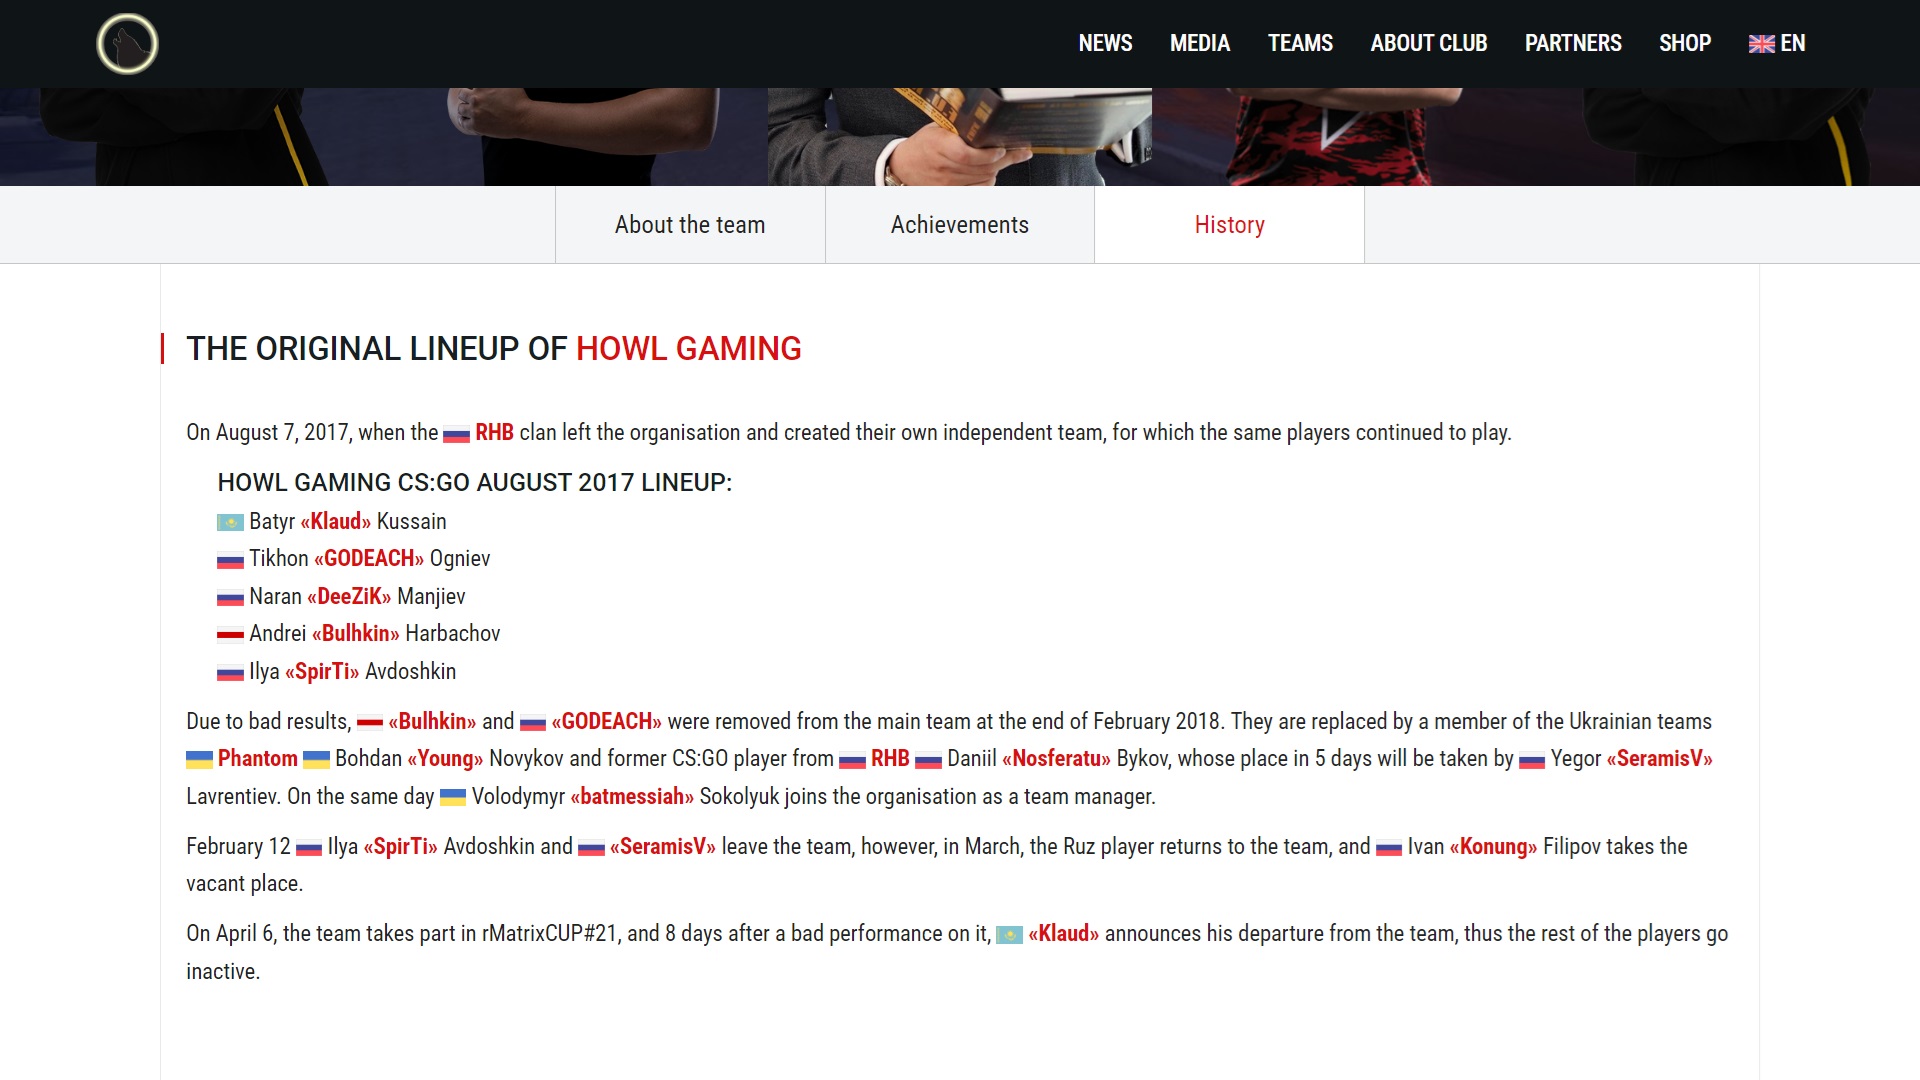 NEWS MEDIA TEAMS ABOUT CLUB PARTNERS SHOP EN
About the team Achievements History
THE ORIGINAL LINEUP OF HOWL GAMING
On August 7, 2017, when the RHB clan left the organisation and created their own independent team, for which the same players continued to play.
HOWL GAMING CS:GO AUGUST 2017 LINEUP:
Batyr «Klaud» Kussain
Tikhon «GODEACH» Ogniev
Naran «DeeZiK» Manjiev
Andrei «Bulhkin» Harbachov
Ilya «SpirTi» Avdoshkin
Due to bad results, «Bulhkin» and «GODEACH» were removed from the main team at the end of February 2018. They are replaced by a member of the Ukrainian teams
Phantom Bohdan «Young» Novykov and former CS:GO player from RHB Daniil «Nosferatu» Bykov, whose place in 5 days will be taken by Yegor «SeramisV»
Lavrentiev. On the same day Volodymyr «batmessiah» Sokolyuk joins the organisation as a team manager.
February 12 Ilya «SpirTi» Avdoshkin and «SeramisV» leave the team, however, in March, the Ruz player returns to the team, and Ivan «Konung» Filipov takes the
vacant place.
On April 6, the team takes part in rMatrixCUP#21, and 8 days after a bad performance on it, «Klaud» announces his departure from the team, thus the rest of the players go
inactive.